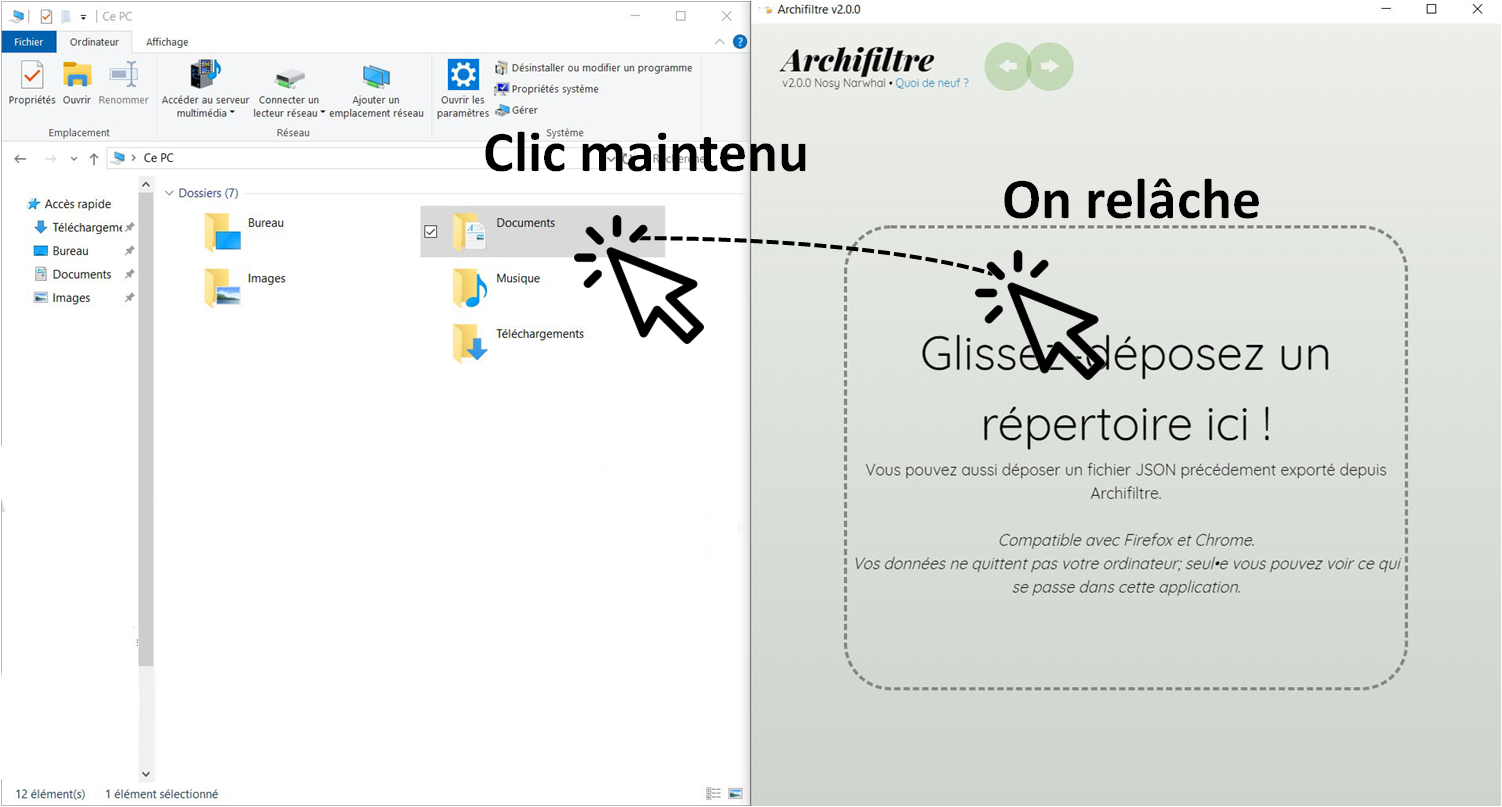 Ce PC
Fichier
Ordinateur
Affichage
Propriétés
Ouvrir
Renommer
Accéder au serveur
multimédia
Connecter un
lecteur réseau
Ajouter un
emplacement réseau
Ouvrir les
paramètres
Désinstaller ou modifier un programme
Propriétés système
Gérer
Emplacement
Réseau
Système
Ce PC
Clic maintenu
Accès rapide
Bureau
Documents
Images
Dossiers (7)
Bureau
Documents
Images
Musique
Téléchargements
12 élément(s)
1 élément sélectionné
Archifiltre v2.0.0
Archifiltre
v2.0.0 Nosy Narwhal • Quoi de neuf ?
On relâche
Glissez-déposez un
répertoire ici !
Vous pouvez aussi déposer un fichier JSON précédement exporté depuis
Archifiltre.
Compatible avec Firefox et Chrome.
Vos données ne quittent pas votre ordinateur; seul•e vous pouvez voir ce qui
se passe dans cette application.